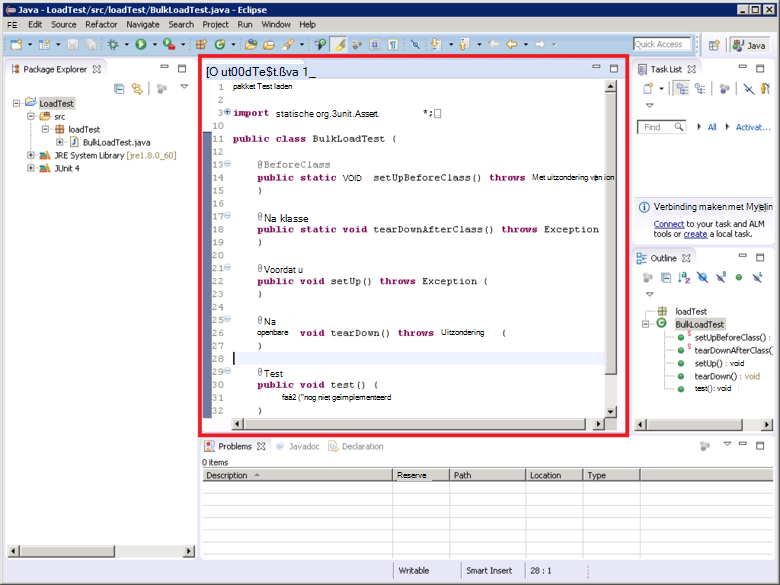 Java - LoadTest/src/loadTest/BulkLoadTest.java - Eclipse
FE Edit Source Refactor Navigate Search Project Run Window Help
Quick Access
Java
Package Explorer
LoadTest
src
loadTest
BulkLoadTest.java
JRE System Library [jre1.8.0_60]
JUnit 4
[O ut00dTe$t.ßva 1_
1 pakket Test laden
2
3 import statische org.3unit.Asset. *;
10
11 public class BulkLoadTest {
12
13 @BeforeClass
14 public static VOID setUpBeforeClass() throws Met uitzondering van ion
15 }
16
17 @Na klasse
18 public static void tearDownAfterClass() throws Exception
19 }
20
21 @Voordat u
22 public void setUp() throws Exception {
23 }
24
25 @Na
26 openbare void tearDown() throws Uitzondering {
27 }
28
29 @Test
30 public void test() {
31 faà2 ("nog niet geïmplementeerd
32 }
Task List
Find All Activat...
Verbinding maken met
Connect to your task and ALM
tools or create a local task.
Outline
loadTest
BulkLoadTest
setUpBeforeClass() :
tearDownAfterClass(
setUp() : void
tearDown() : void
test(): void
Problems Javadoc Declaration
0 items
Description Reserve Path Location Type
Writable Smart Insert 28 : 1